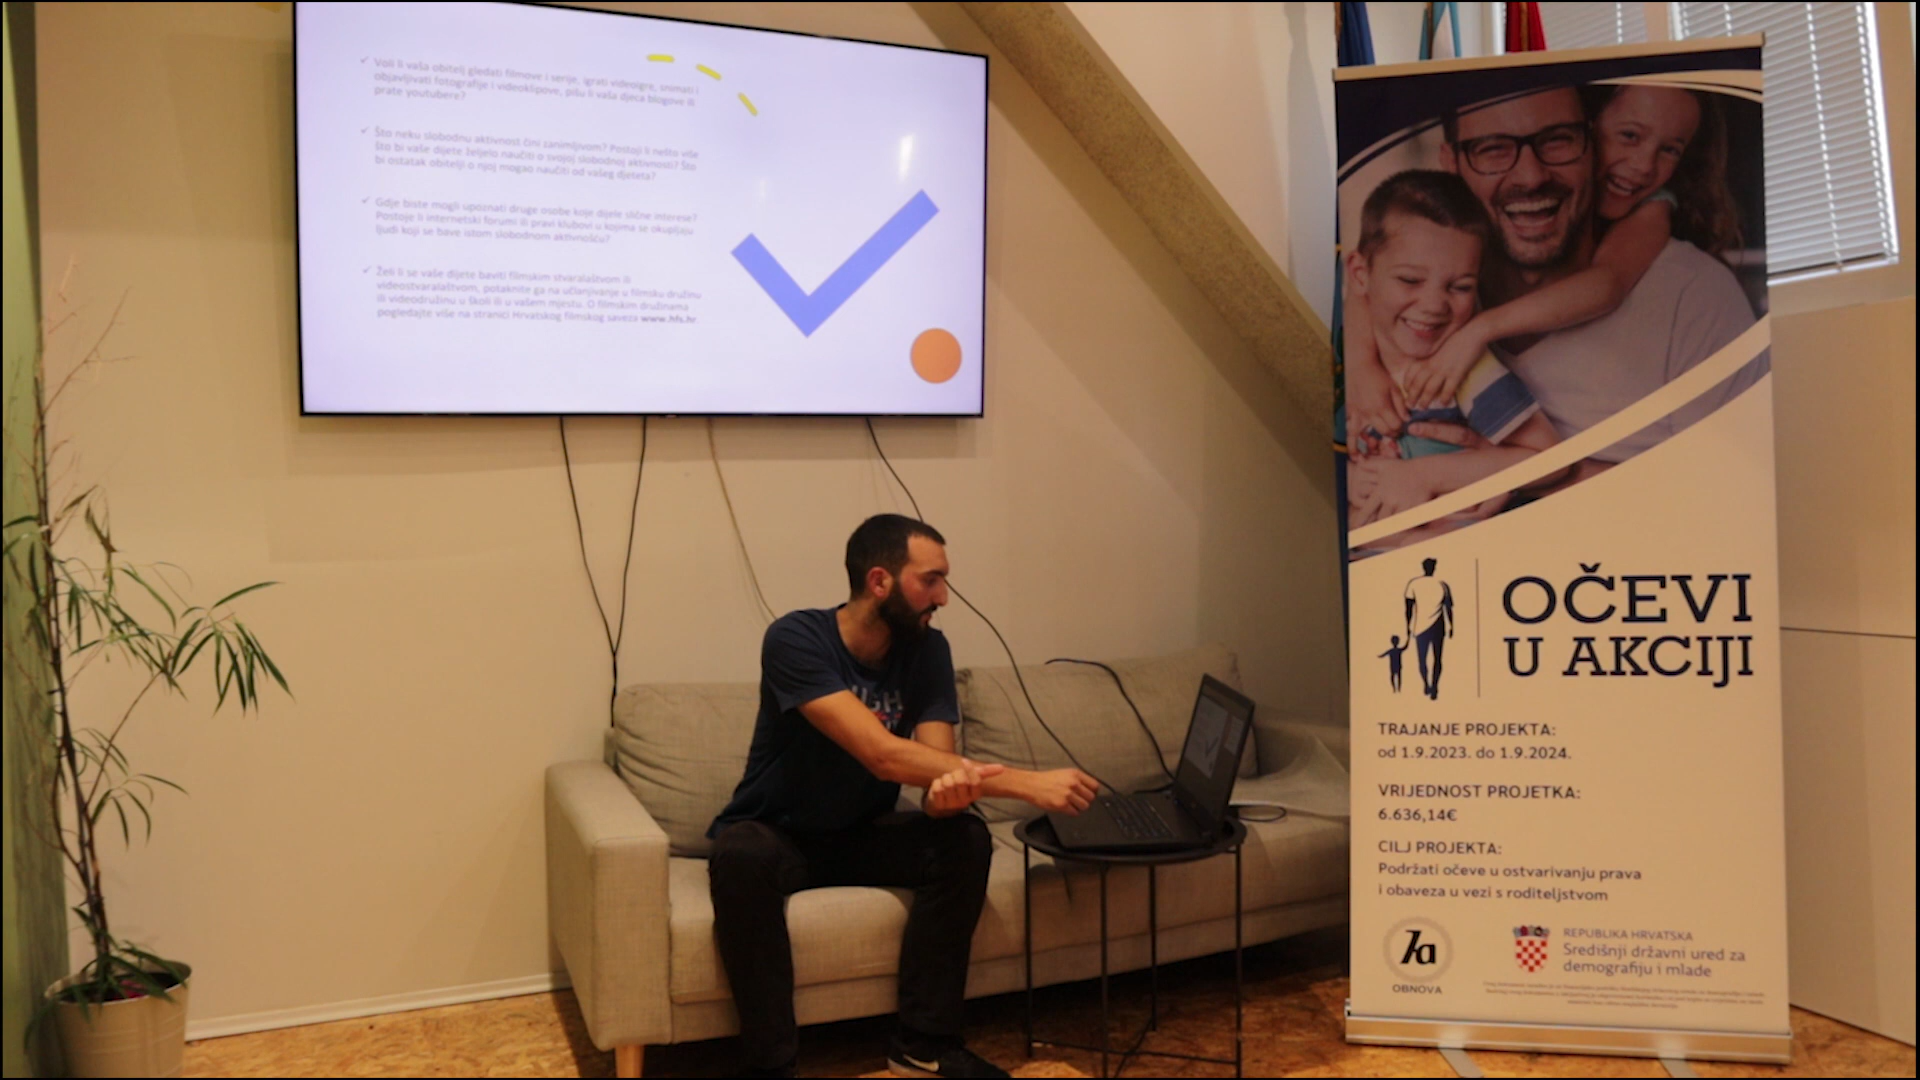 ✓ Voli li vaša obitelj gledati filmove i serije, igrati videoigre, snimati i
objavljivati fotografije i videoklipove, pišu li vaša djeca blogove ili
prate youtubere?
✓ Što neku slobodnu aktivnost čini zanimljivom? Postoji li nešto više
što bi vaše dijete željelo naučiti o svojoj slobodnoj aktivnosti? Što
bi ostatak obitelji o njoj mogao naučiti od vašeg djeteta?
✓ Gdje biste mogli upoznati druge osobe koje dijele slične interese?
Postoje li internetski forumi ili pravi klubovi u kojima se okupljaju
ljudi koji se bave istom slobodnom aktivnošću?
✓ Želi li se vaše dijete baviti filmskim stvaralaštvom ili
videostvaralaštvom, potaknite ga na učlanjivanje u filmsku družinu
ili videodružinu u školi ili u vašem mjestu. O filmskim družinama
pogledajte više na stranici Hrvatskog filmskog saveza www.hfs.hr.
OČEVI
U AKCIJI
TRAJANJE PROJEKTA:
od 1.9.2023. do 1.9.2024.
VRIJEDNOST PROJETKA:
6.636,14€
CILJ PROJEKTA:
Podržati očeve u ostvarivanju prava
i obaveza u vezi s roditeljstvom
OBNOVA
REPUBLIKA HRVATSKA
Središnji državni ured za
demografiju i mlade